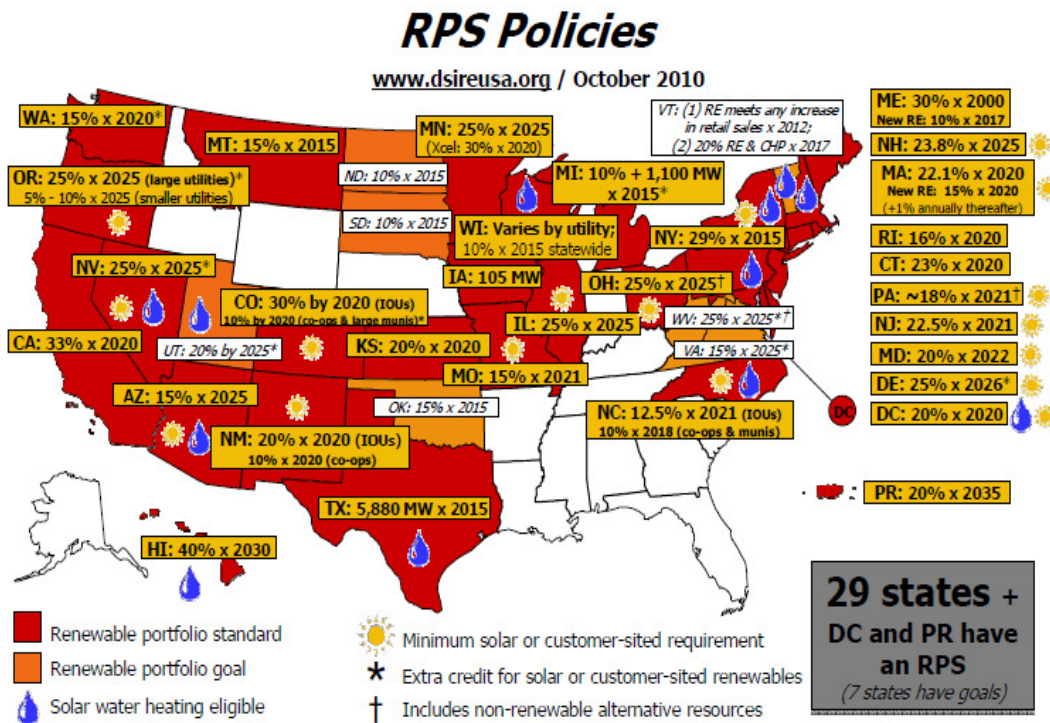 RPS Policies
www.dsireusa.org / October 2010
WA: 15% x 2020*
MT: 15% x 2015
MN: 25% x 2025
(Xcel: 30% x 2020)
VT: (1) RE meets any increase
in retail sales x 2012;
(2) 20% RE & CHP x 2017
ME: 30% x 2000
New RE: 10% x 2017
NH: 23.8% x 2025
OR: 25% x 2025 (large utilities)*
5% - 10% x 2025 (smaller utilities)
ND: 10% x 2015
MI: 10% + 1,100 MW
x 2015*
MA: 22.1% x 2020
New RE: 15% x 2020
(+1% annually thereafter)
SD: 10% x 2015
WI: Varies by utility;
10% x 2015 statewide
NY: 29% x 2015
RI: 16% x 2020
CT: 23% x 2020
NV: 25% x 2025*
IA: 105 MW
OH: 25% x 2025†
PA: ~18% x 2021†
CO: 30% by 2020 (IOUs)
10% by 2020 (co-ops & large munis)*
IL: 25% x 2025
WV: 25% x 2025*†
NJ: 22.5% x 2021
CA: 33% x 2020
UT: 20% by 2025*
KS: 20% x 2020
VA: 15% x 2025*
MD: 20% x 2022
MO: 15% x 2021
DE: 25% x 2026*
AZ: 15% x 2025
OK: 15% x 2015
NC: 12.5% x 2021 (IOUs)
10% x 2018 (co-ops & munis)
DC
DC: 20% x 2020
NM: 20% x 2020 (IOUs)
10% x 2020 (co-ops)
PR: 20% x 2035
TX: 5,880 MW x 2015
HI: 40% x 2030
29 states +
DC and PR have
an RPS
(7 states have goals)
Renewable portfolio standard
Renewable portfolio goal
Solar water heating eligible
Minimum solar or customer-sited requirement
* Extra credit for solar or customer-sited renewables
† Includes non-renewable alternative resources